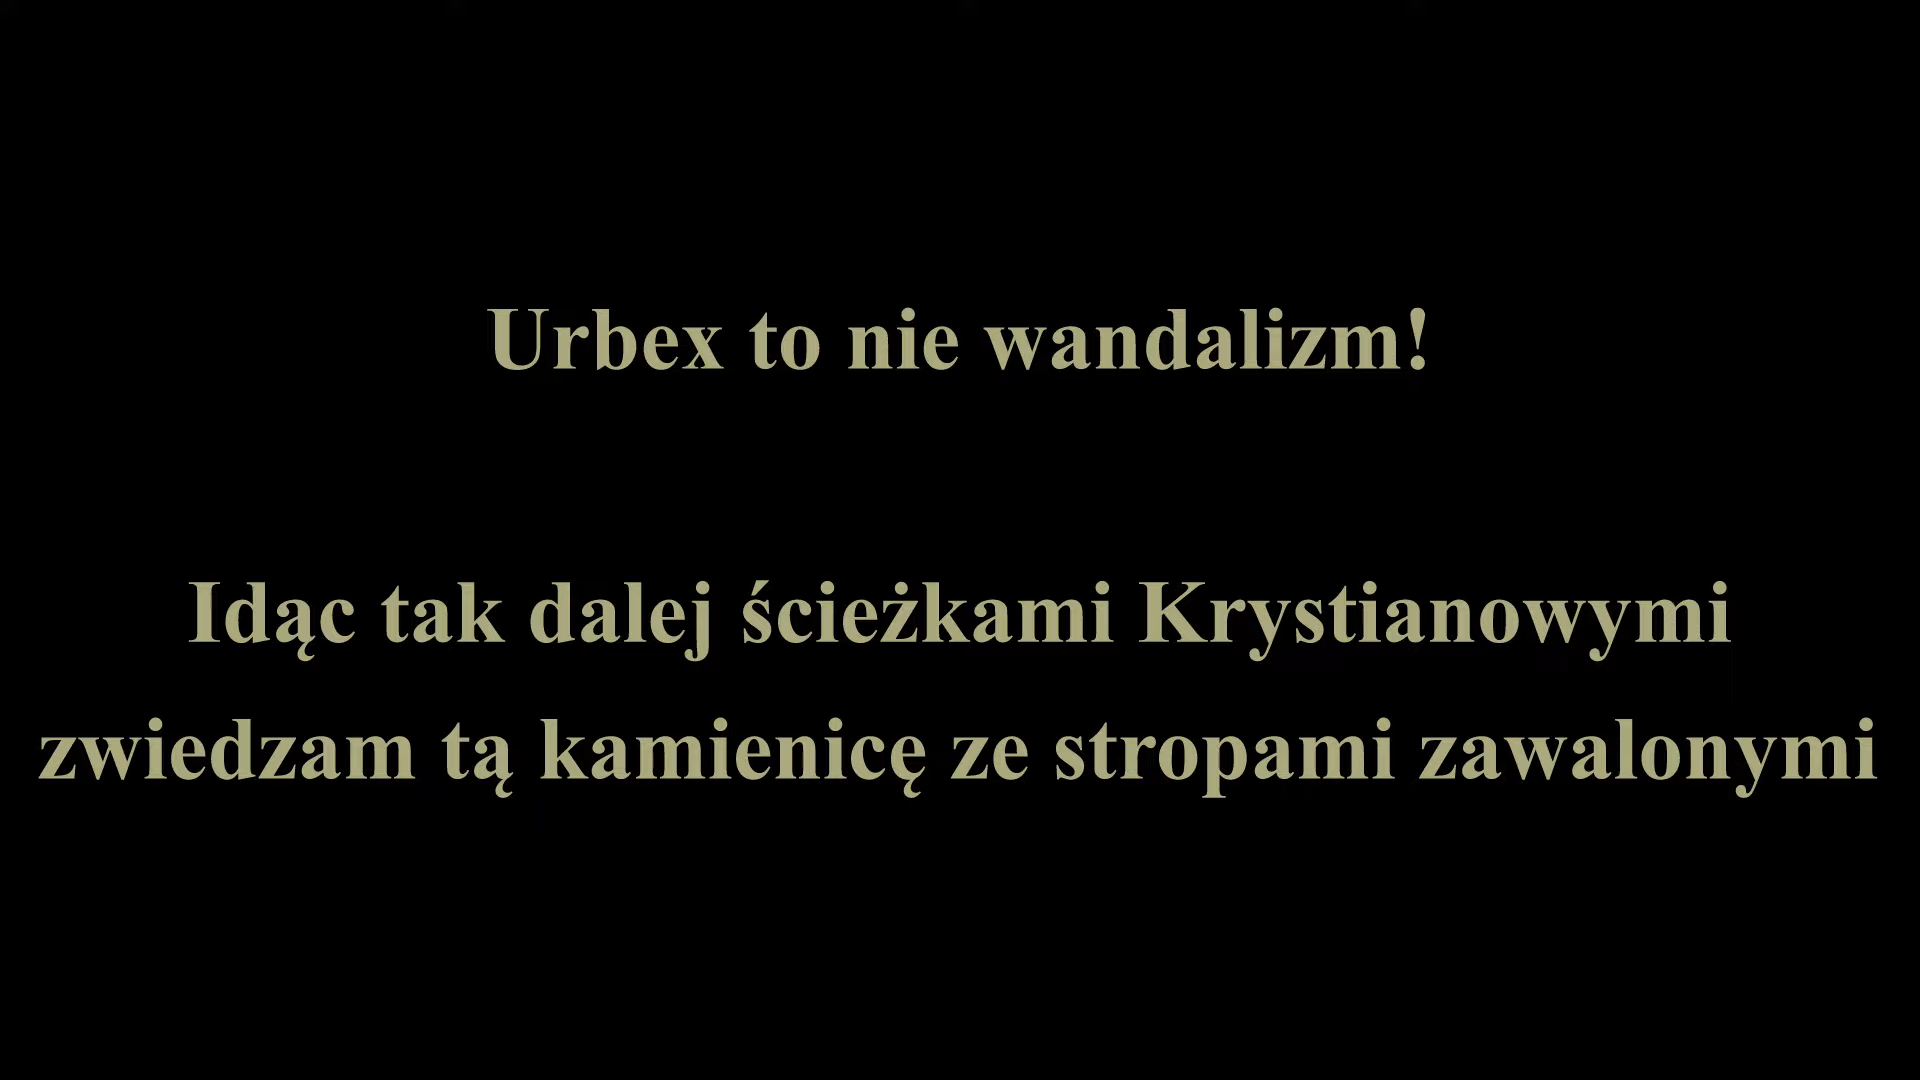 Urbex to nie wandalizm!
Idąc tak dalej ścieżkami Krystianowymi
zwiedzam tą kamienicę ze stropami zawalonymi